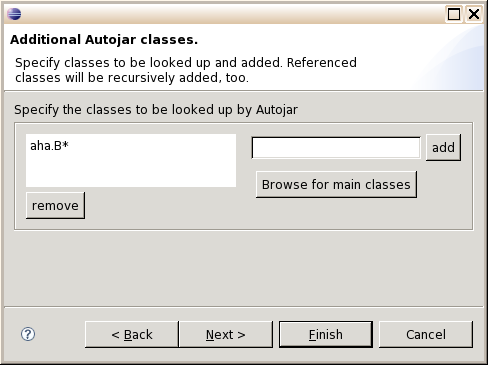 Additional Autojar classes.
Specify classes to be looked up and added. Referenced
classes will be recursively added, too.
Specify the classes to be looked up by Autojar
aha.B*
add
Browse for main classes
remove
?
< Back
Next >
Finish
Cancel